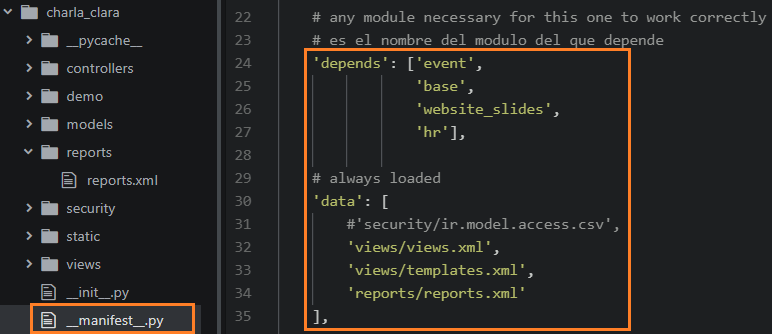 charla_clara
__pycache__
controllers
demo
models
reports
reports.xml
security
static
views
__init__.py
__manifest__.py
22 # any module necessary for this one to work correctly
23 # es el nombre del modulo del que depende
24 'depends': ['event',
25 'base',
26 'website_slides',
27 'hr'],
28
29 # always loaded
30 'data': [
31 #'security/ir.model.access.csv',
32 'views/views.xml',
33 'views/templates.xml',
34 'reports/reports.xml'
35 ],